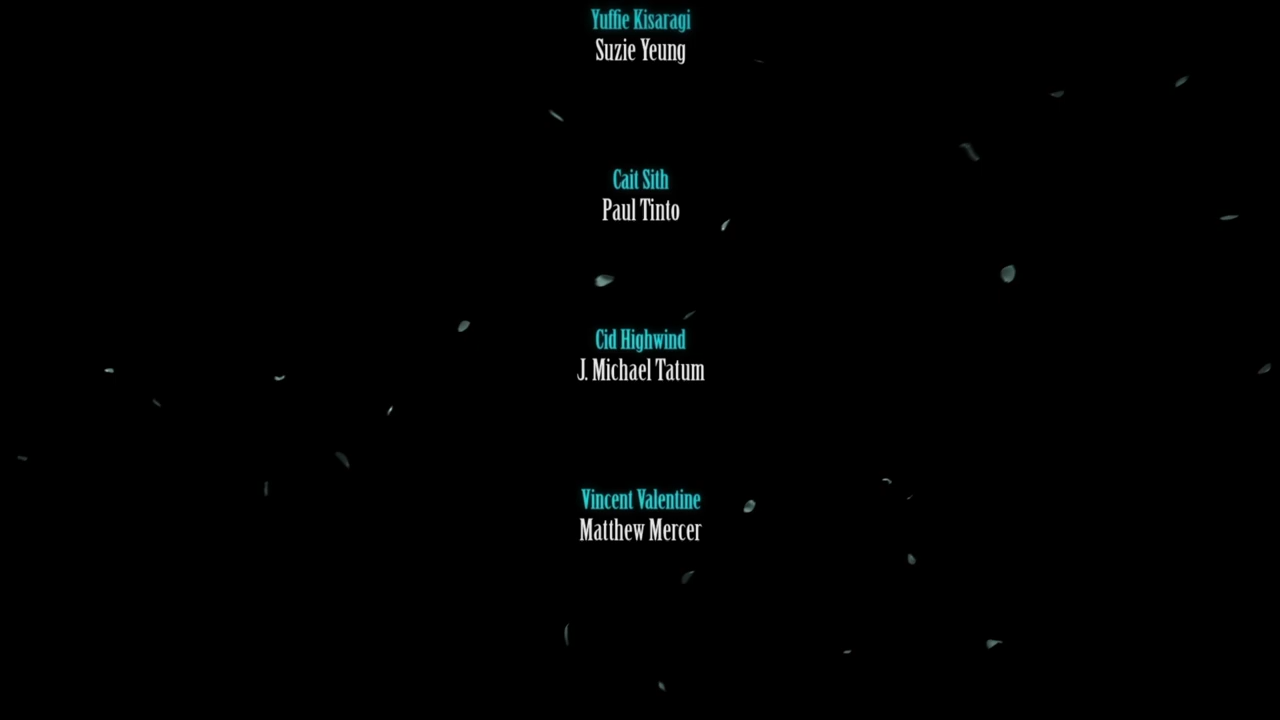 Yuffie Kisaragi
Suzie Yeung
Cait Sith
Paul Tinto
Cid Highwind
J. Michael Tatum
Vincent Valentine
Matthew Mercer